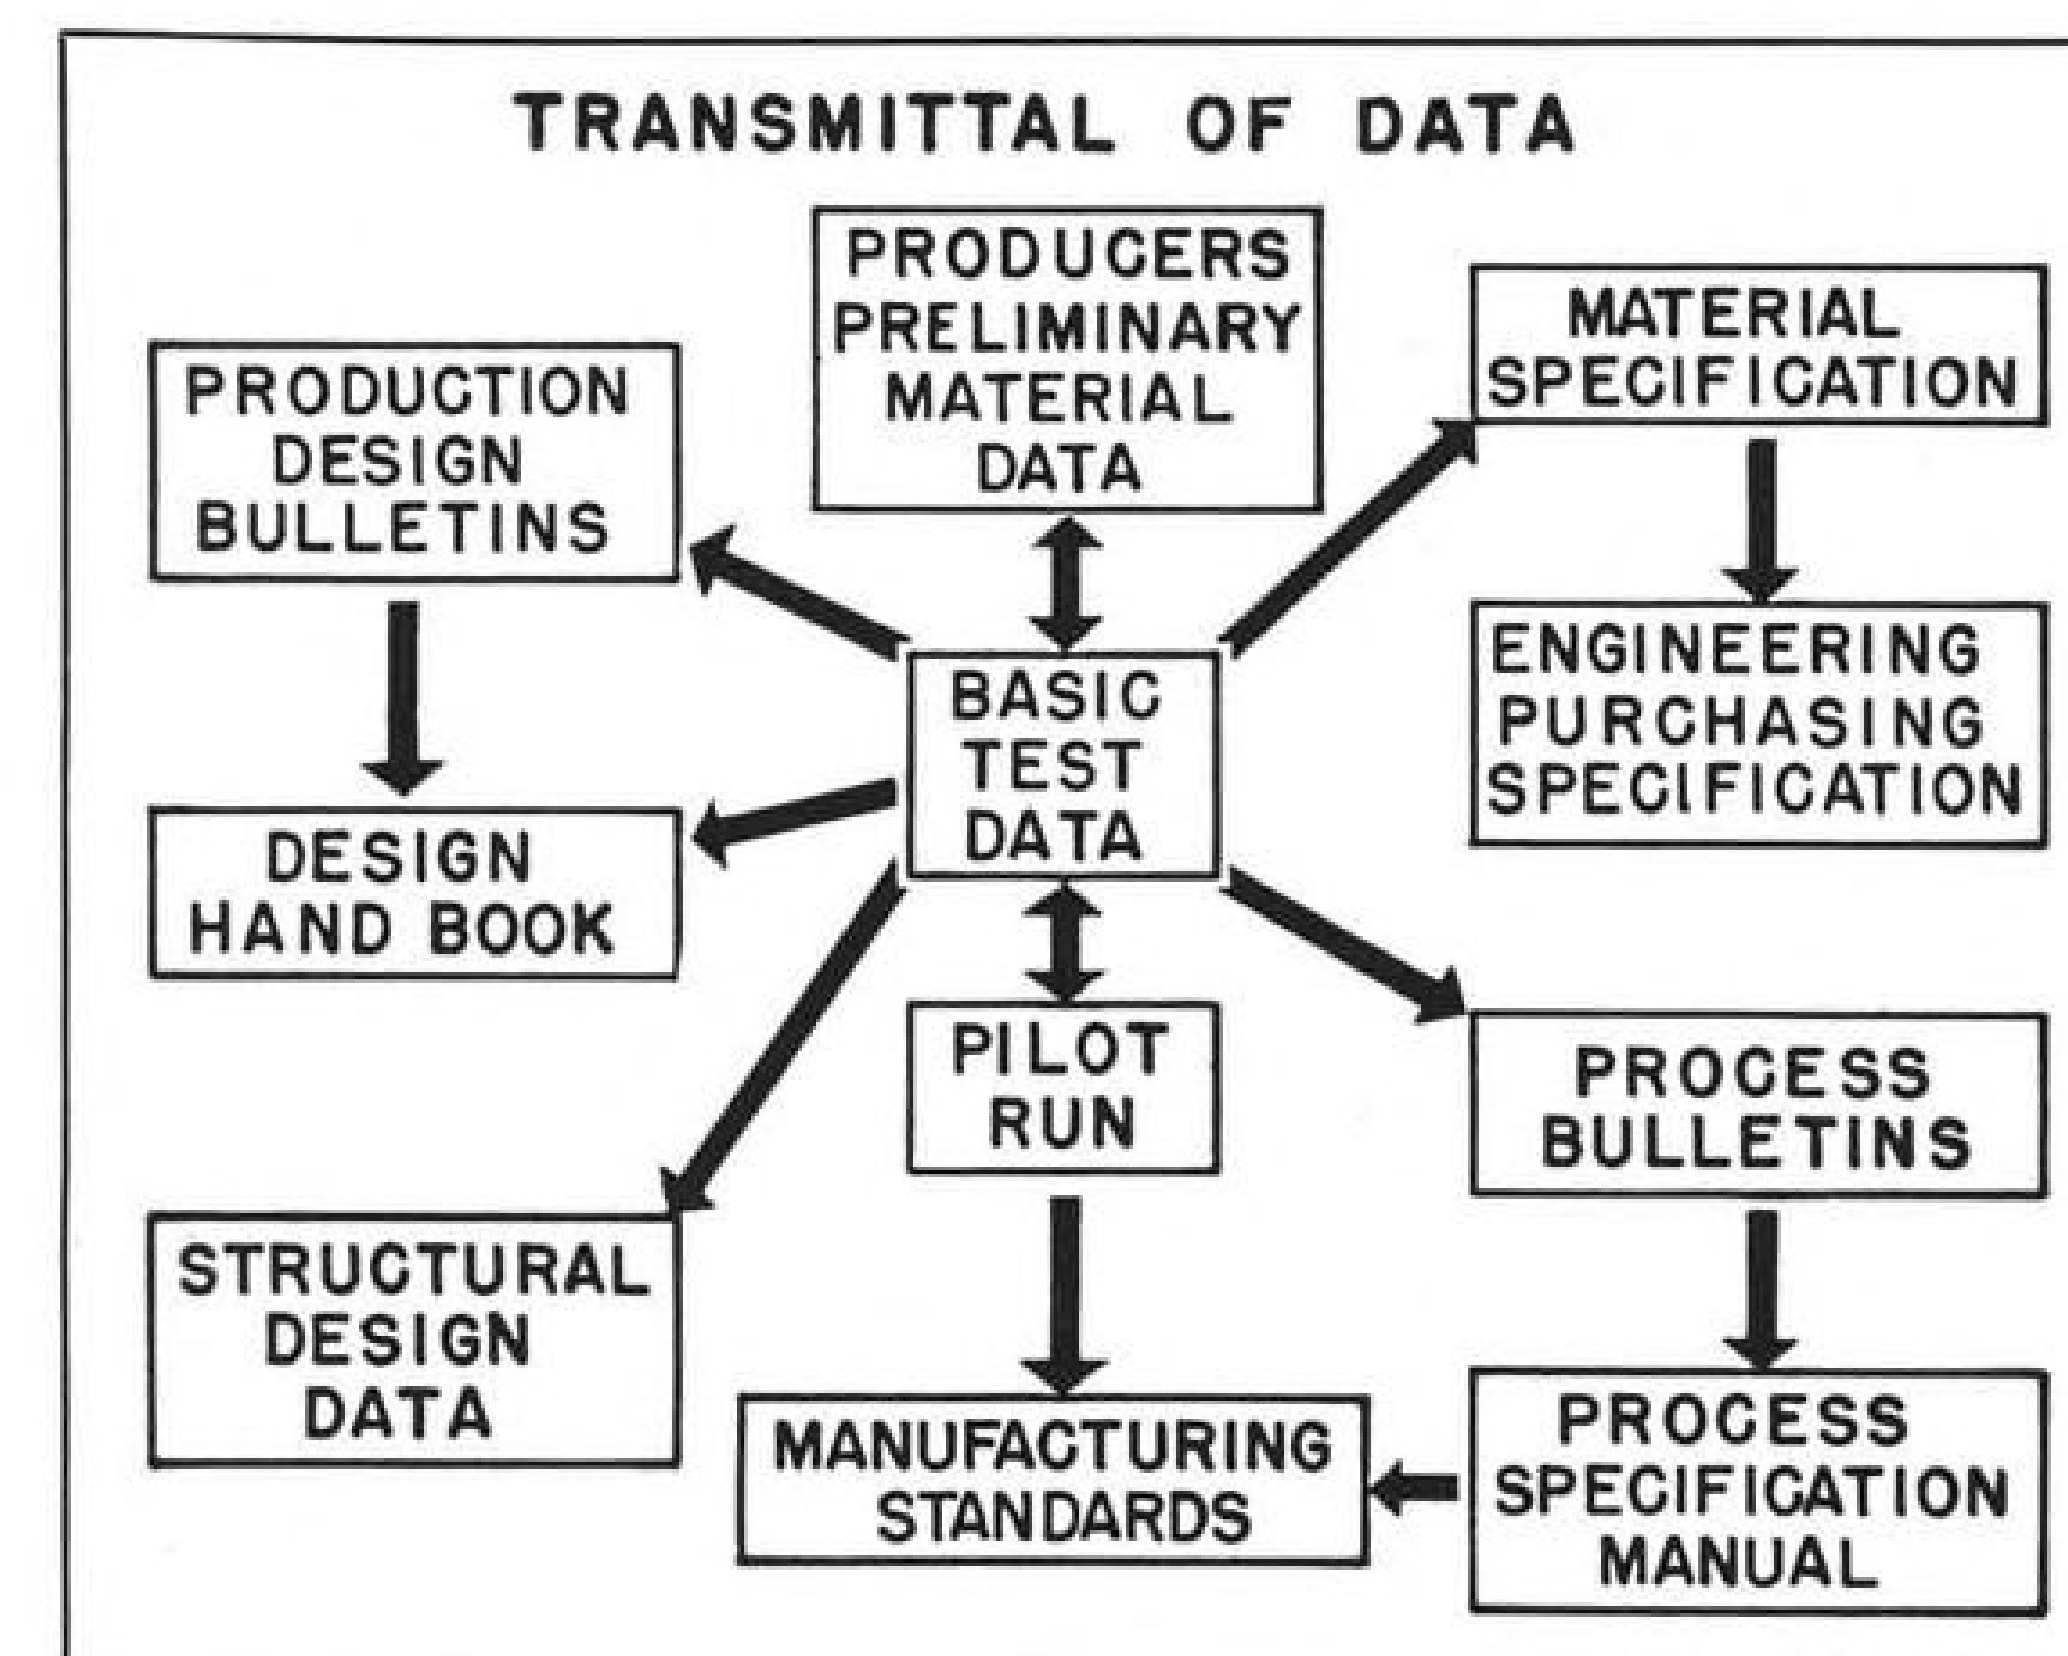 TRANSMITTAL OF DATA
PRODUCERS
PRELIMINARY
MATERIAL
DATA
MATERIAL
SPECIFICATION
PRODUCTION
DESIGN
BULLETINS
ENGINEERING
PURCHASING
SPECIFICATION
BASIC
TEST
DATA
DESIGN
HAND BOOK
PILOT
RUN
PROCESS
BULLETINS
STRUCTURAL
DESIGN
DATA
MANUFACTURING
STANDARDS
PROCESS
SPECIFICATION
MANUAL